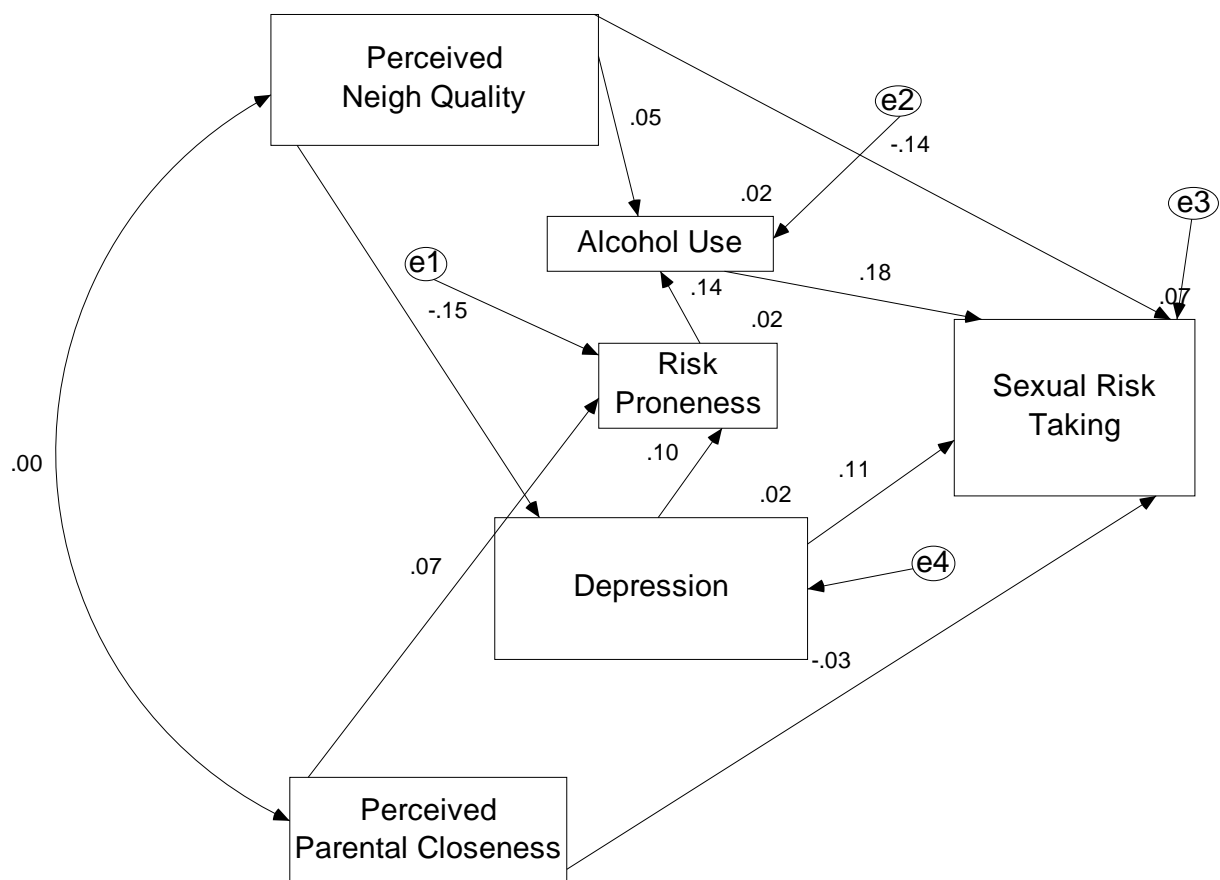 Perceived
Neigh Quality
e2
.05
-.14
.02
e3
Alcohol Use
e1
.14
.18
.07
-.15
.02
Risk
Proneness
Sexual Risk
Taking
.00
.10
.02
.11
.07
e4
Depression
-.03
Perceived
Parental Closeness